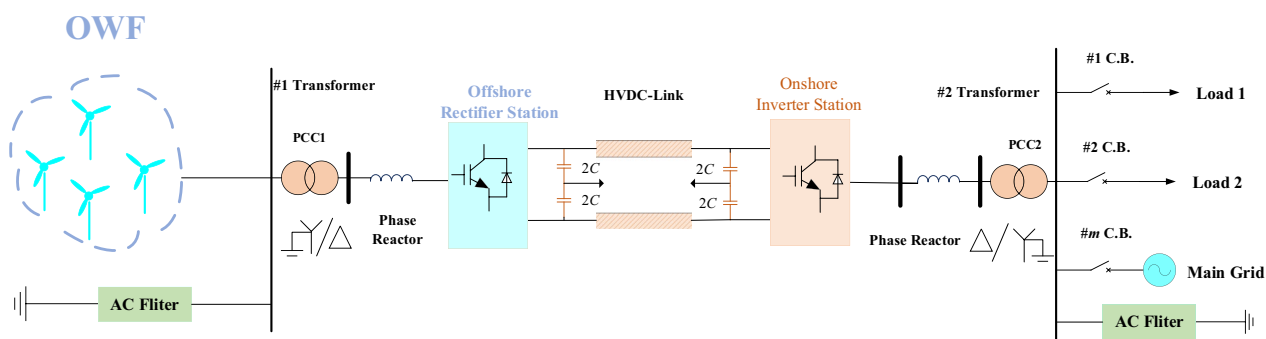 OWF
#1 Transformer
PCC1
Phase
Reactor
AC Fliter
Offshore
Rectifier Station
HVDC-Link
2C
2C
2C
2C
Onshore
Inverter Station
#2 Transformer
PCC2
Phase Reactor
#1 C.B.
Load 1
#2 C.B.
Load 2
#m C.B.
Main Grid
AC Fliter